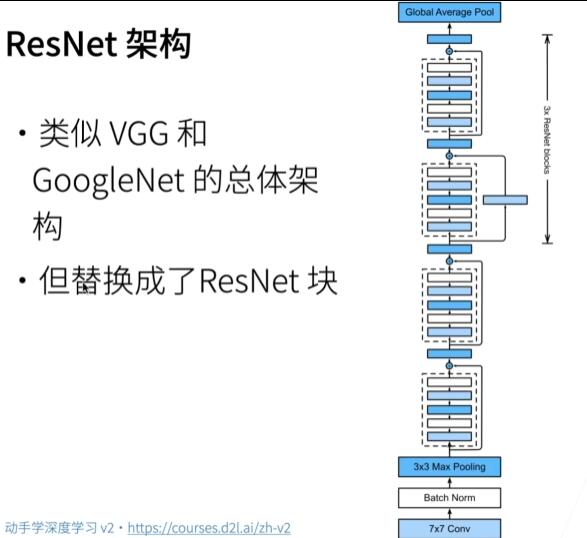 ResNet 架构
• 类似 VGG 和
GoogleNet 的总体架
构
• 但替换成了ResNet 块
Global Average Pool
3x ResNet blocks
3x3 Max Pooling
Batch Norm
7x7 Conv
动手学深度学习 v2 • https://courses.d2l.ai/zh-v2